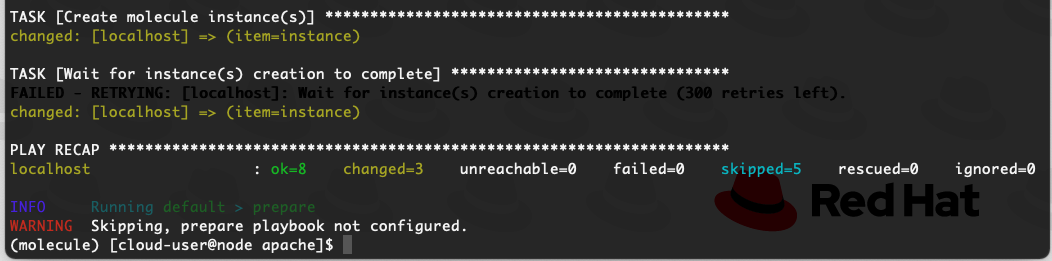 TASK [Create molecule instance(s)] *********************************************
changed: [localhost] => (item=instance)
TASK [Wait for instance(s) creation to complete] *******************************
FAILED - RETRYING: [localhost]: Wait for instance(s) creation to complete (300 retries left).
changed: [localhost] => (item=instance)
PLAY RECAP *********************************************************************
localhost                  : ok=8    changed=3    unreachable=0    failed=0    skipped=5    rescued=0    ignored=0
INFO     Running default > prepare
WARNING  Skipping, prepare playbook not configured.
(molecule) [cloud-user@node apache]$
Red Hat